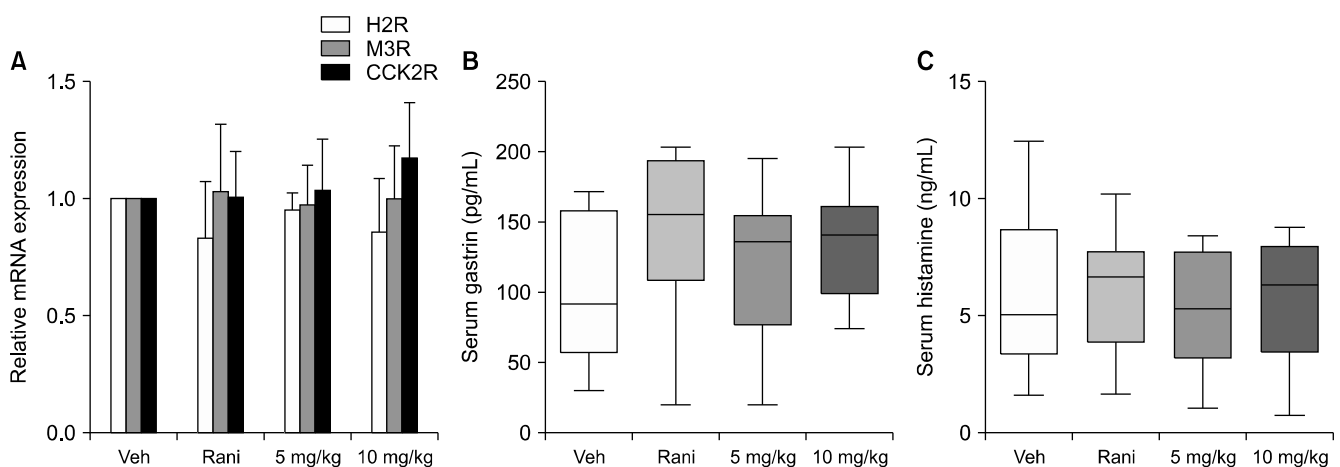 A
H2R
M3R
CCK2R
Relative mRNA expression
1.5
1.0
0.5
0.0
Veh Rani 5 mg/kg 10 mg/kg
B
Serum gastrin (pg/mL)
250
200
150
100
50
0
Veh Rani 5 mg/kg 10 mg/kg
C
Serum histamine (ng/mL)
15
10
5
0
Veh Rani 5 mg/kg 10 mg/kg